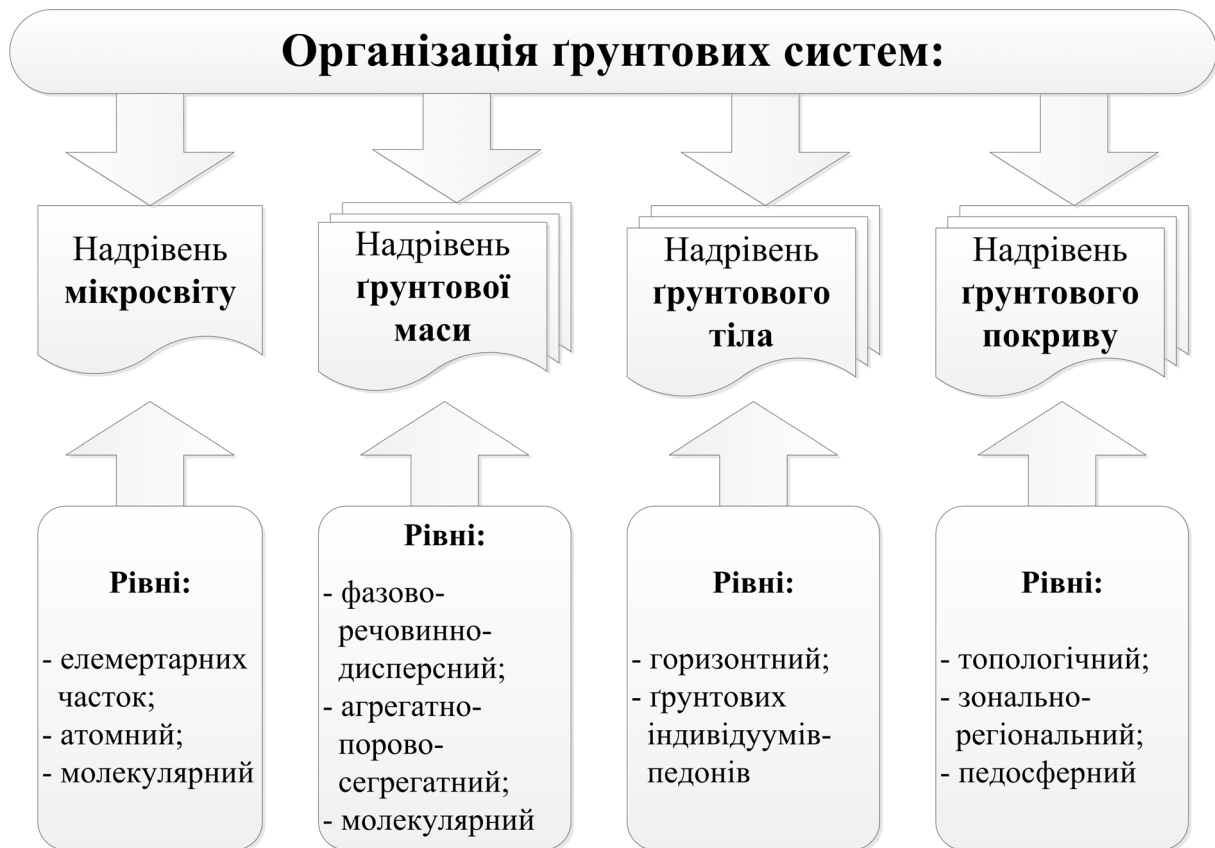 Організація ґрунтових систем:
Надрівень
мікросвіту
Надрівень
ґрунтової
маси
Надрівень
ґрунтового
тіла
Надрівень
ґрунтового
покриву
Рівні:
- елемертарних
часток;
- атомний;
- молекулярний
Рівні:
- фазово-
речовинно-
дисперсний;
- агрегатно-
порово-
сегрегатний;
- молекулярний
Рівні:
- горизонтний;
- ґрунтових
індивідуумів-
педонів
Рівні:
- топологічний;
- зонально-
регіональний;
- педосферний